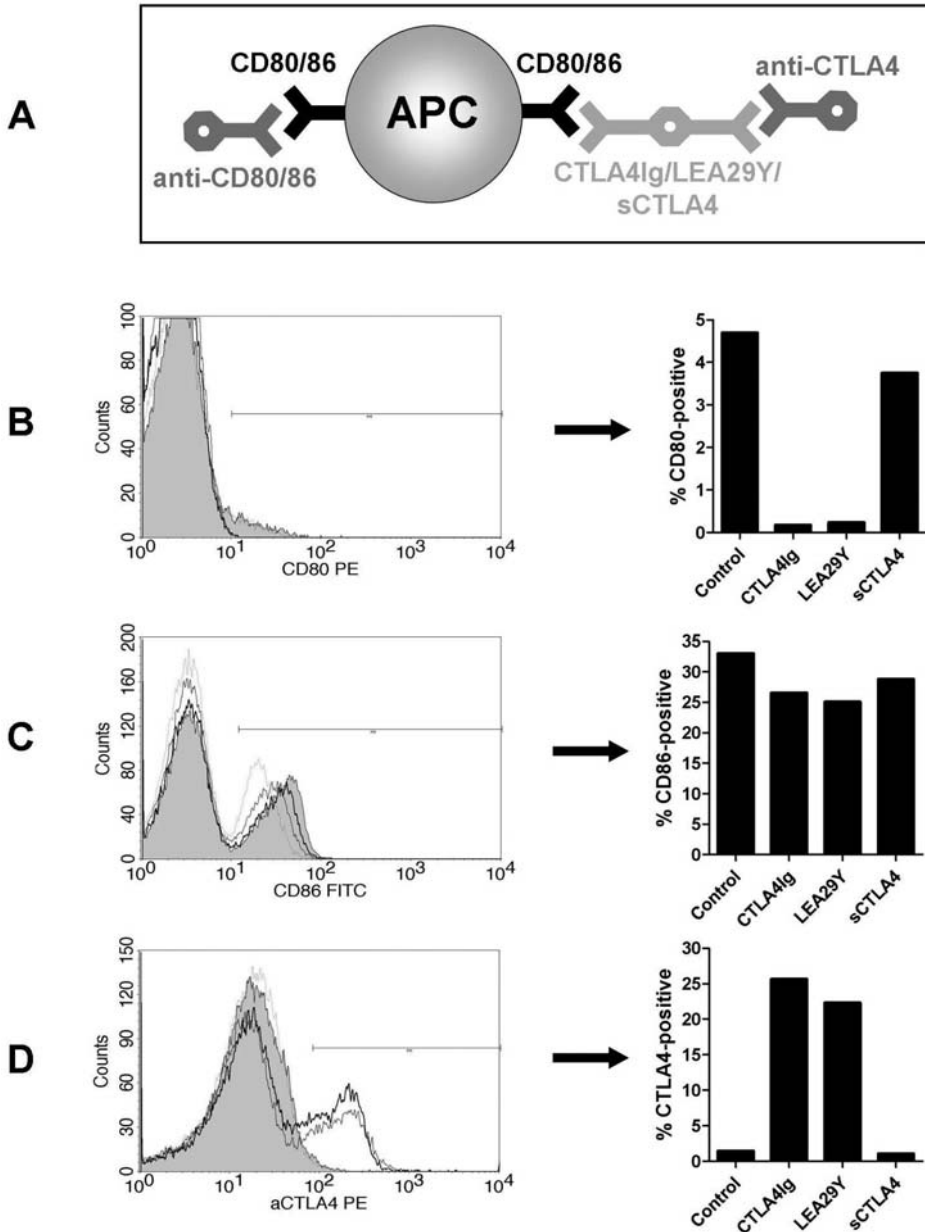 A
CD80/86
CD80/86
APC
anti-CTLA4
anti-CD80/86
CTLA4Ig/LEA29Y/
sCTLA4
B
Counts
100
80
60
40
20
0
10^0 10^1 10^2 10^3 10^4
CD80 PE
% CD80-positive
5
4
3
2
1
0
Control
CTLA4Ig
LEA29Y
sCTLA4
C
Counts
200
160
120
80
40
0
10^0 10^1 10^2 10^3 10^4
CD86 FITC
% CD86-positive
35
30
25
20
15
10
5
0
Control
CTLA4Ig
LEA29Y
sCTLA4
D
Counts
150
120
90
60
30
0
10^0 10^1 10^2 10^3 10^4
aCTLA4 PE
% CTLA4-positive
30
25
20
15
10
5
0
Control
CTLA4Ig
LEA29Y
sCTLA4